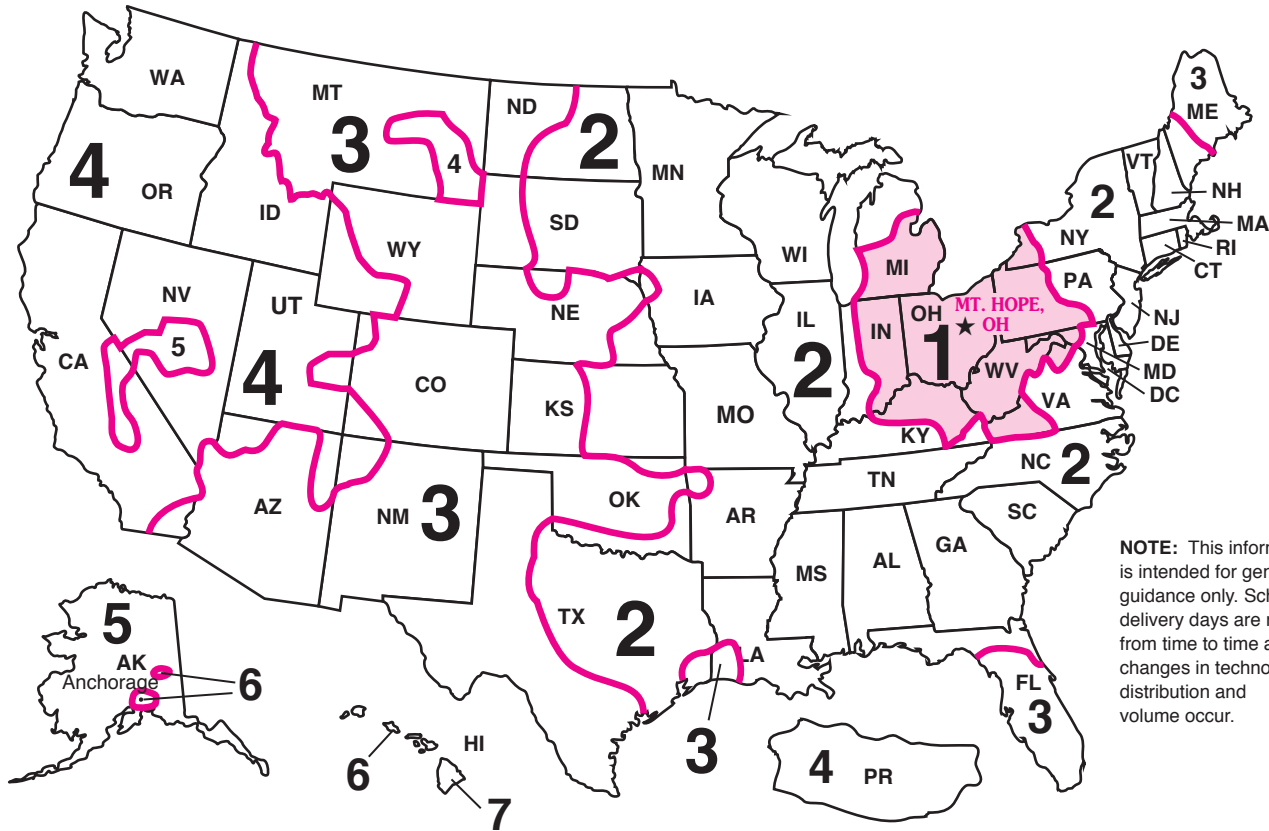 WA
MT
3
ND
2
MN
3
ME
VT
NH
MA
RI
CT
4
OR
ID
4
SD
WI
MI
2
NY
PA
NJ
DE
MD
DC
WY
NV
UT
5
CA
4
CO
NE
IA
IL
2
IN
OH
MT. HOPE,
OH
1
WV
VA
KY
KS
MO
AZ
NM
3
OK
AR
TN
NC
2
SC
MS
AL
GA
TX
2
LA
3
FL
3
5
AK
Anchorage
6
HI
6
7
4
PR
NOTE: This inform
is intended for gen
guidance only. Sch
delivery days are
from time to time a
changes in techno
distribution and
volume occur.